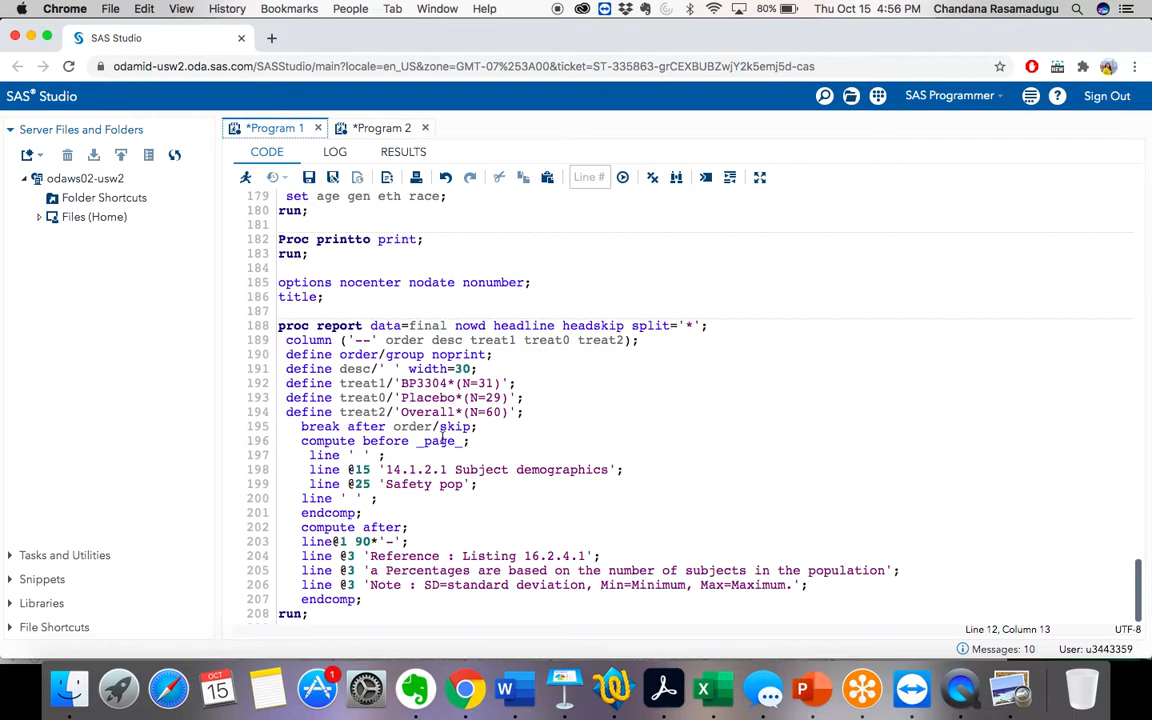 Chrome File Edit View History Bookmarks People Tab Window Help 80% Thu Oct 15 4:56 PM Chandana Rasamadugu
SAS Studio
odamid-usw2.oda.sas.com/SASStudio/main?locale=en_US&zone=GMT-07%253A00&ticket=ST-335863-grCEXBUBZwjY2k5emj5d-cas
SAS® Studio SAS Programmer Sign Out
Server Files and Folders
*Program 1 *Program 2
CODE LOG RESULTS
Line #
odaws02-usw2
Folder Shortcuts
Files (Home)
Tasks and Utilities
Snippets
Libraries
File Shortcuts
179 set age gen eth race;
180 run;
181
182 Proc printto print;
183 run;
184
185 options nocenter nodate nonumber;
186 title;
187
188 proc report data=final nowd headline headskip split='*';
189 column ('--' order desc treat1 treat0 treat2);
190 define order/group noprint;
191 define desc/' ' width=30;
192 define treat1/'BP3304*(N=31)';
193 define treat0/'Placebo*(N=29)';
194 define treat2/'Overall*(N=60)';
195 break after order/skip;
196 compute before _page_;
197 line ' ' ;
198 line @15 '14.1.2.1 Subject demographics';
199 line @25 'Safety pop';
200 line ' ' ;
201 endcomp;
202 compute after;
203 line@1 90*'-';
204 line @3 'Reference : Listing 16.2.4.1';
205 line @3 'a Percentages are based on the number of subjects in the population';
206 line @3 'Note : SD=standard deviation, Min=Minimum, Max=Maximum.';
207 endcomp;
208 run;
Line 12, Column 13 UTF-8
Messages: 10 User: u3443359
OCT
15
1